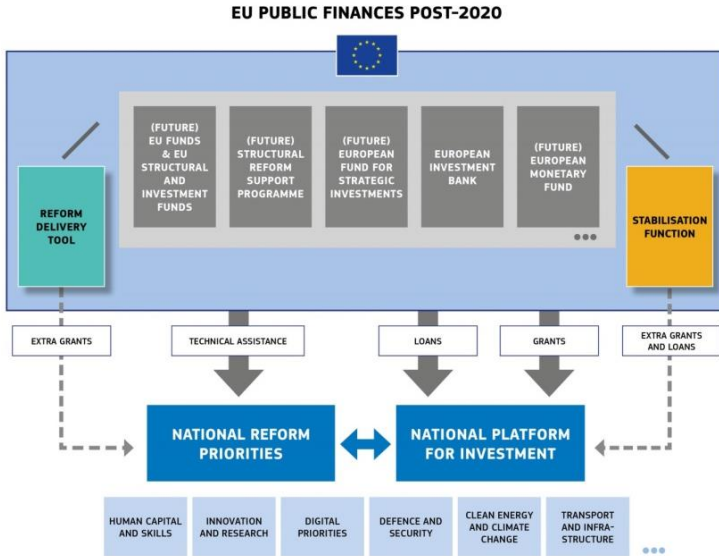 EU PUBLIC FINANCES POST-2020
(FUTURE)
EU FUNDS
& EU
STRUCTURAL
AND
INVESTMENT
FUNDS
(FUTURE)
STRUCTURAL
REFORM
SUPPORT
PROGRAMME
(FUTURE)
EUROPEAN
FUND FOR
STRATEGIC
INVESTMENTS
EUROPEAN
INVESTMENT
BANK
(FUTURE)
EUROPEAN
MONETARY
FUND
REFORM
DELIVERY
TOOL
STABILISATION
FUNCTION
EXTRA GRANTS
TECHNICAL ASSISTANCE
LOANS
GRANTS
EXTRA GRANTS
AND LOANS
NATIONAL REFORM
PRIORITIES
NATIONAL PLATFORM
FOR INVESTMENT
HUMAN CAPITAL
AND SKILLS
INNOVATION
AND RESEARCH
DIGITAL
PRIORITIES
DEFENCE AND
SECURITY
CLEAN ENERGY
AND CLIMATE
CHANGE
TRANSPORT
AND INFRA-
STRUCTURE